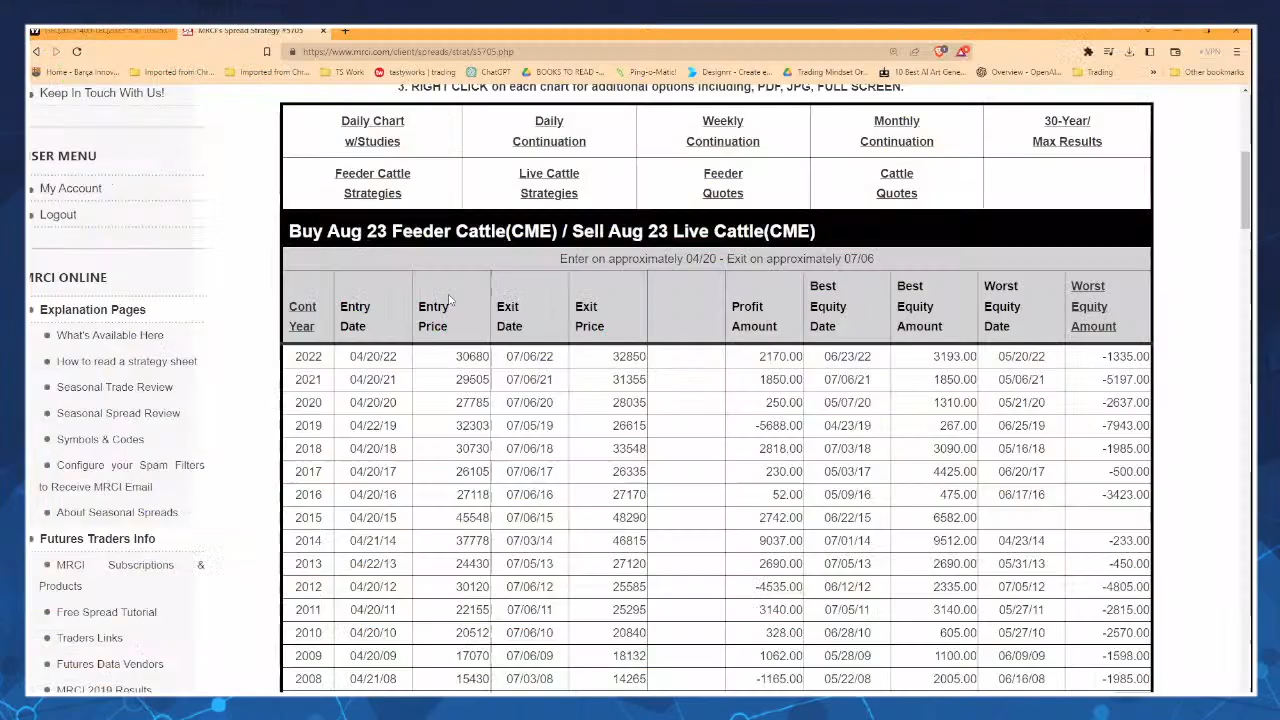 MRCI's Spread Strategy #5705
https://www.mrci.com/client/spreads/strat/s5705.php
VPN
Home - Barça Innov... Imported from Chr... Imported from Chr... TS Work tastyworks | trading ChatGPT BOOKS TO READ -... Ping-o-Matic! Designrr - Create e... Trading Mindset Or... 10 Best AI Art Gene... Overview - OpenAI... Trading Other bookmarks
Keep In Touch With Us!
SER MENU
My Account
Logout
MRCI ONLINE
Explanation Pages
What's Available Here
How to read a strategy sheet
Seasonal Trade Review
Seasonal Spread Review
Symbols & Codes
Configure your Spam Filters
to Receive MRCI Email
About Seasonal Spreads
Futures Traders Info
MRCI Subscriptions &
Products
Free Spread Tutorial
Traders Links
Futures Data Vendors
MRCI 2019 Results
3. RIGHT CLICK on each chart for additional options including, PDF, JPG, FULL SCREEN.
Daily Chart w/Studies Daily Continuation Weekly Continuation Monthly Continuation 30-Year/ Max Results
Feeder Cattle Strategies Live Cattle Strategies Feeder Quotes Cattle Quotes
Buy Aug 23 Feeder Cattle(CME) / Sell Aug 23 Live Cattle(CME)
Enter on approximately 04/20 - Exit on approximately 07/06
Cont Year Entry Date Entry Price Exit Date Exit Price Profit Amount Best Equity Date Best Equity Amount Worst Equity Date Worst Equity Amount
2022 04/20/22 30680 07/06/22 32850 2170.00 06/23/22 3193.00 05/20/22 -1335.00
2021 04/20/21 29505 07/06/21 31355 1850.00 07/06/21 1850.00 05/06/21 -5197.00
2020 04/20/20 27785 07/06/20 28035 250.00 05/07/20 1310.00 05/21/20 -2637.00
2019 04/22/19 32303 07/05/19 26615 -5688.00 04/23/19 267.00 06/25/19 -7943.00
2018 04/20/18 30730 07/06/18 33548 2818.00 07/03/18 3090.00 05/16/18 -1985.00
2017 04/20/17 26105 07/06/17 26335 230.00 05/03/17 4425.00 06/20/17 -500.00
2016 04/20/16 27118 07/06/16 27170 52.00 05/09/16 475.00 06/17/16 -3423.00
2015 04/20/15 45548 07/06/15 48290 2742.00 06/22/15 6582.00
2014 04/21/14 37778 07/03/14 46815 9037.00 07/01/14 9512.00 04/23/14 -233.00
2013 04/22/13 24430 07/05/13 27120 2690.00 07/05/13 2690.00 05/31/13 -450.00
2012 04/20/12 30120 07/06/12 25585 -4535.00 06/12/12 2335.00 07/05/12 -4805.00
2011 04/20/11 22155 07/06/11 25295 3140.00 07/05/11 3140.00 05/27/11 -2815.00
2010 04/20/10 20512 07/06/10 20840 328.00 06/28/10 605.00 05/27/10 -2570.00
2009 04/20/09 17070 07/06/09 18132 1062.00 05/28/09 1100.00 06/09/09 -1598.00
2008 04/21/08 15430 07/03/08 14265 -1165.00 05/22/08 2005.00 06/16/08 -1985.00